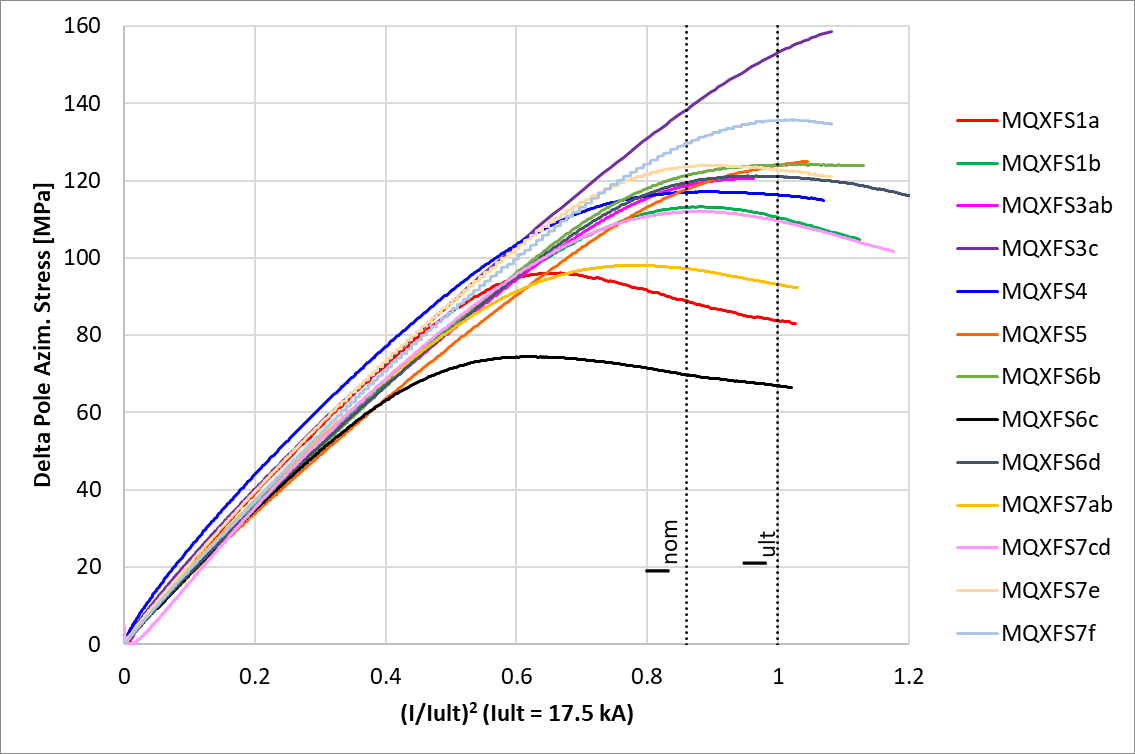 160
140
120
100
80
60
40
20
0
Delta Pole Azim. Stress [MPa]
Inom
Iult
0 0.2 0.4 0.6 0.8 1 1.2
(I/Iult)² (Iult = 17.5 kA)
MQXFS1a
MQXFS1b
MQXFS3ab
MQXFS3c
MQXFS4
MQXFS5
MQXFS6b
MQXFS6c
MQXFS6d
MQXFS7ab
MQXFS7cd
MQXFS7e
MQXFS7f